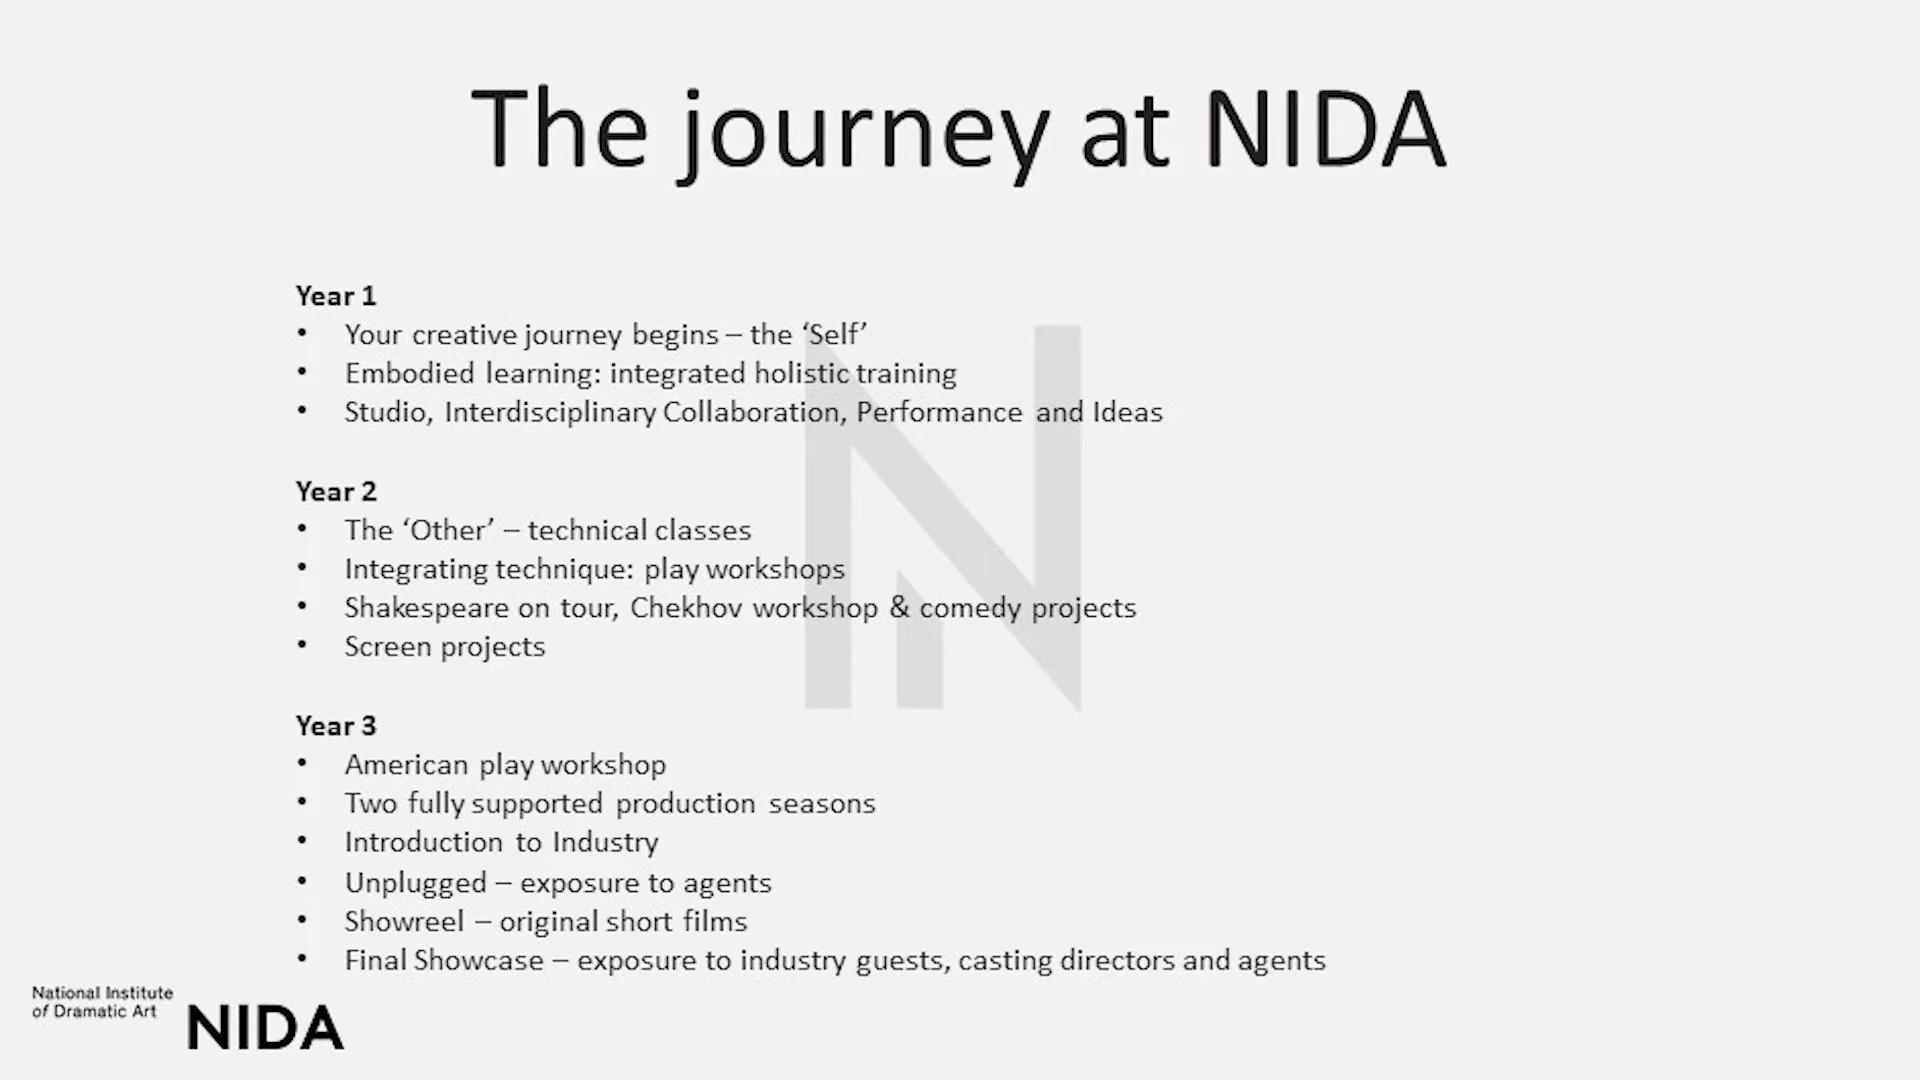 The journey at NIDA
Year 1
• Your creative journey begins – the ‘Self’
• Embodied learning: integrated holistic training
• Studio, Interdisciplinary Collaboration, Performance and Ideas
Year 2
• The ‘Other’ – technical classes
• Integrating technique: play workshops
• Shakespeare on tour, Chekhov workshop & comedy projects
• Screen projects
Year 3
• American play workshop
• Two fully supported production seasons
• Introduction to Industry
• Unplugged – exposure to agents
• Showreel – original short films
• Final Showcase – exposure to industry guests, casting directors and agents
National Institute
of Dramatic Art
NIDA